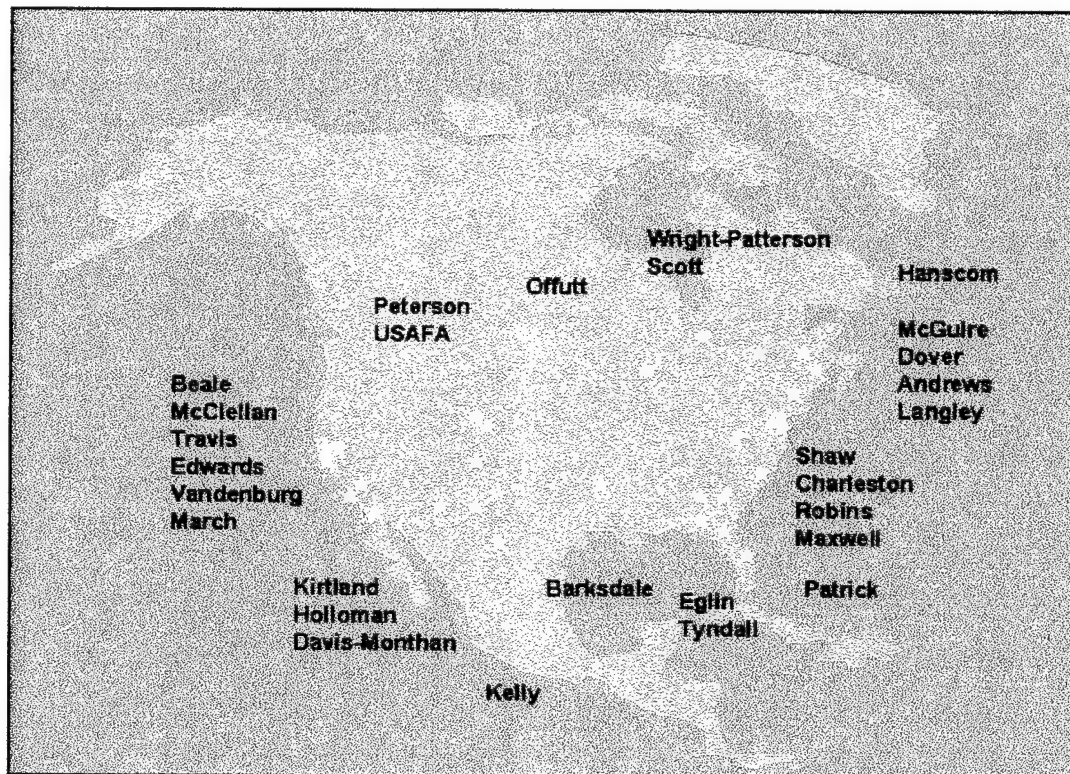 Wright-Patterson
Scott
Hanscom
Offutt
Peterson
USAFA
McGuire
Dover
Andrews
Langley
Beale
McClellan
Travis
Edwards
Vandenburg
March
Shaw
Charleston
Robins
Maxwell
Kirtland
Holloman
Davis-Monthan
Barksdale
Eglin
Tyndall
Patrick
Kelly